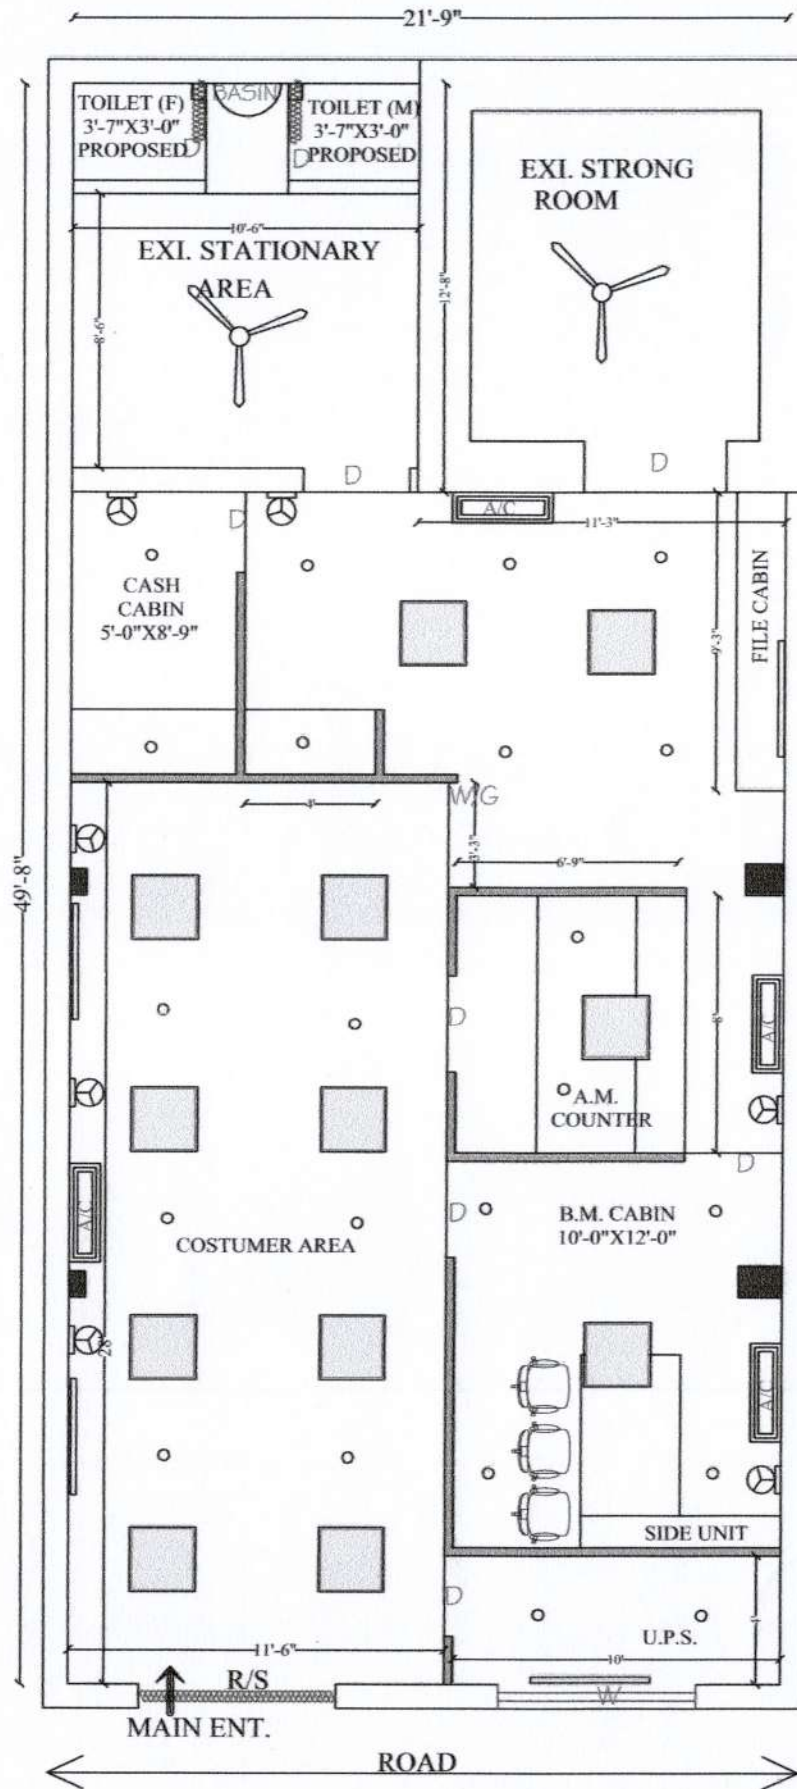 21'-9"
TOILET (F)
3'-7"X3'-0"
PROPOSED
D
BASIN
TOILET (M)
3'-7"X3'-0"
PROPOSED
D
EXI. STRONG
ROOM
10'-6"
EXI. STATIONARY
AREA
12'-8"
8'-6"
D
D
A/C
11'-3"
D
CASH
CABIN
5'-0"X8'-9"
FILE CABIN
9'-3"
W/G
4'
3'-3"
6'-9"
49'-8"
D
8'
A/C
A.M.
COUNTER
D
D
B.M. CABIN
10'-0"X12'-0"
A/C
COSTUMER AREA
28'
A/C
SIDE UNIT
D
4'
U.P.S.
11'-6"
10'
R/S
W
MAIN ENT.
ROAD